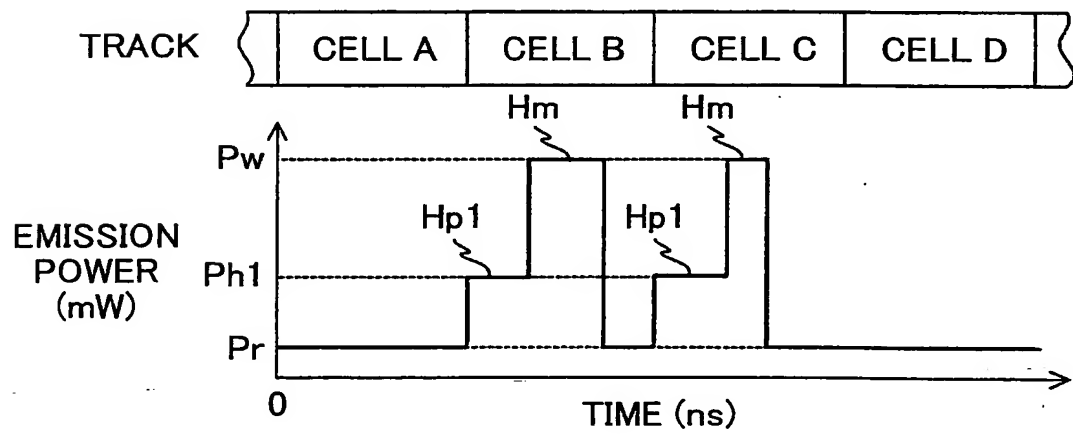 TRACK CELL A CELL B CELL C CELL D
Hm Hm
Pw
Hp1 Hp1
EMISSION
POWER
(mW)
Ph1
Pr
0
TIME (ns)